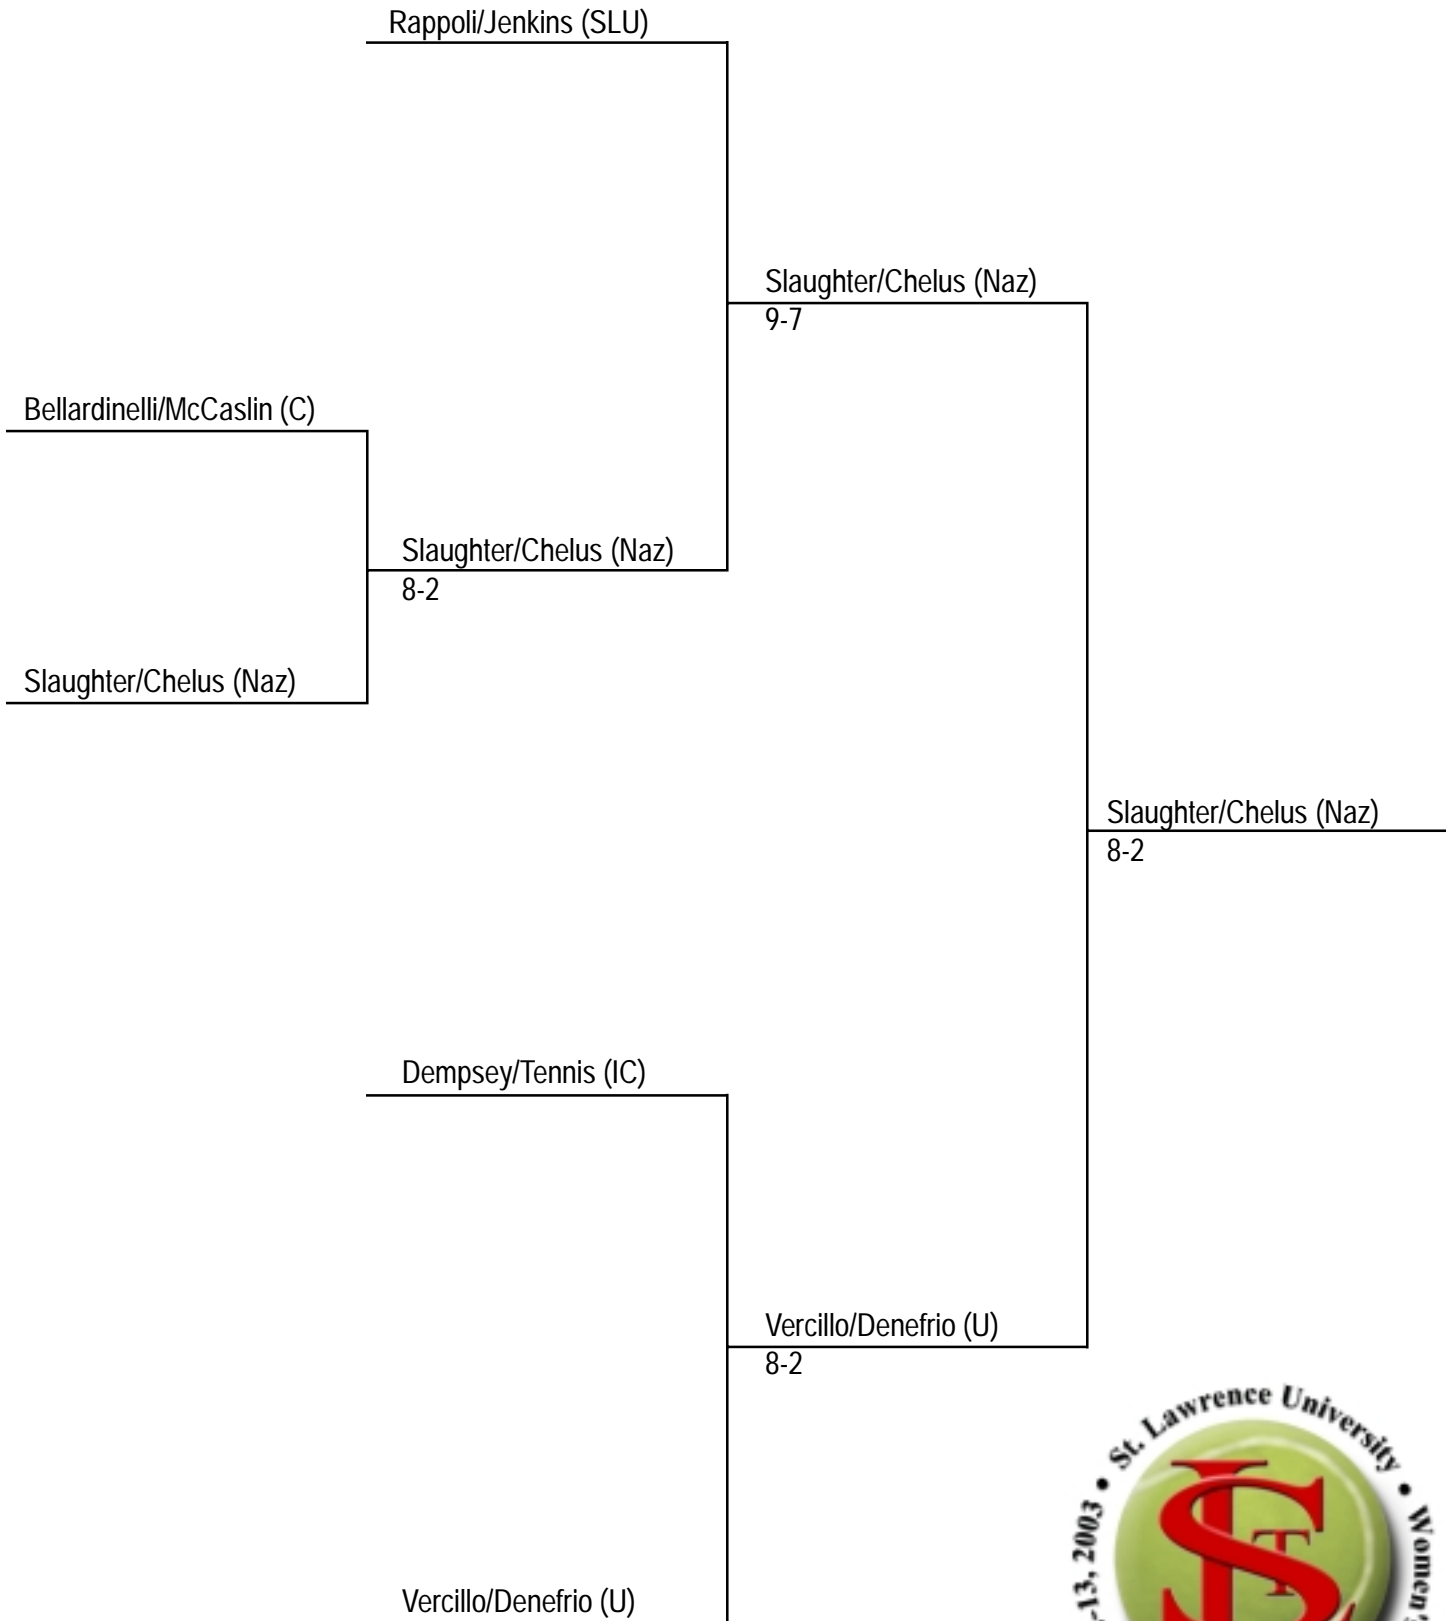 Rappoli/Jenkins (SLU)
Slaughter/Chelus (Naz)
9-7
Bellardinelli/McCaslin (C)
Slaughter/Chelus (Naz)
8-2
Slaughter/Chelus (Naz)
Slaughter/Chelus (Naz)
8-2
Dempsey/Tennis (IC)
Vercillo/Denefrio (U)
8-2
Vercillo/Denefrio (U)
-13, 2003 • St. Lawrence University • Women's
SL
T